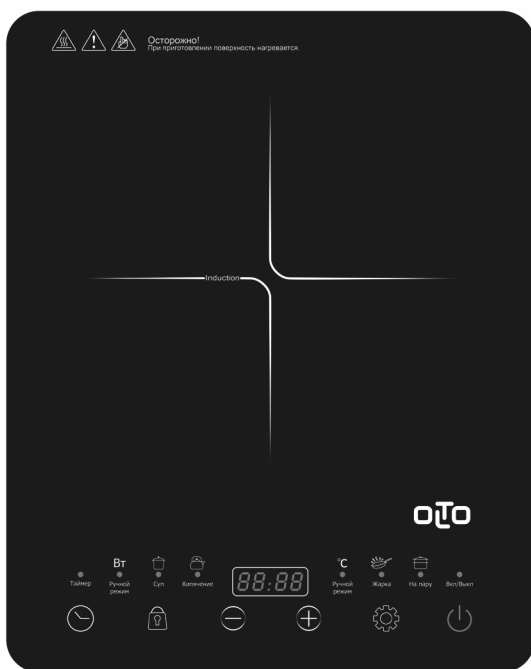 Осторожно!
При приготовлении поверхность нагревается.
Induction
OLTO
Вт
°C
Таймер
Ручной
режим
Суп
Кипячение
88:88
Ручной
режим
Жарка
На пару
Вкл/Выкл